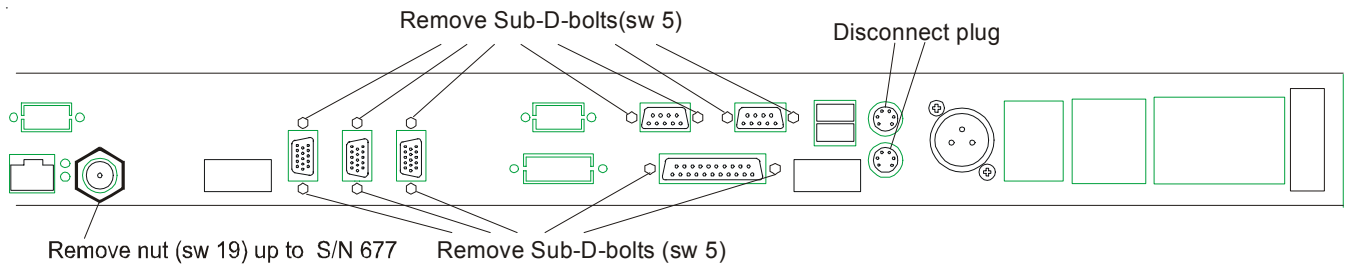 Remove Sub-D-bolts(sw 5)
Disconnect plug
Remove nut (sw 19) up to S/N 677
Remove Sub-D-bolts (sw 5)